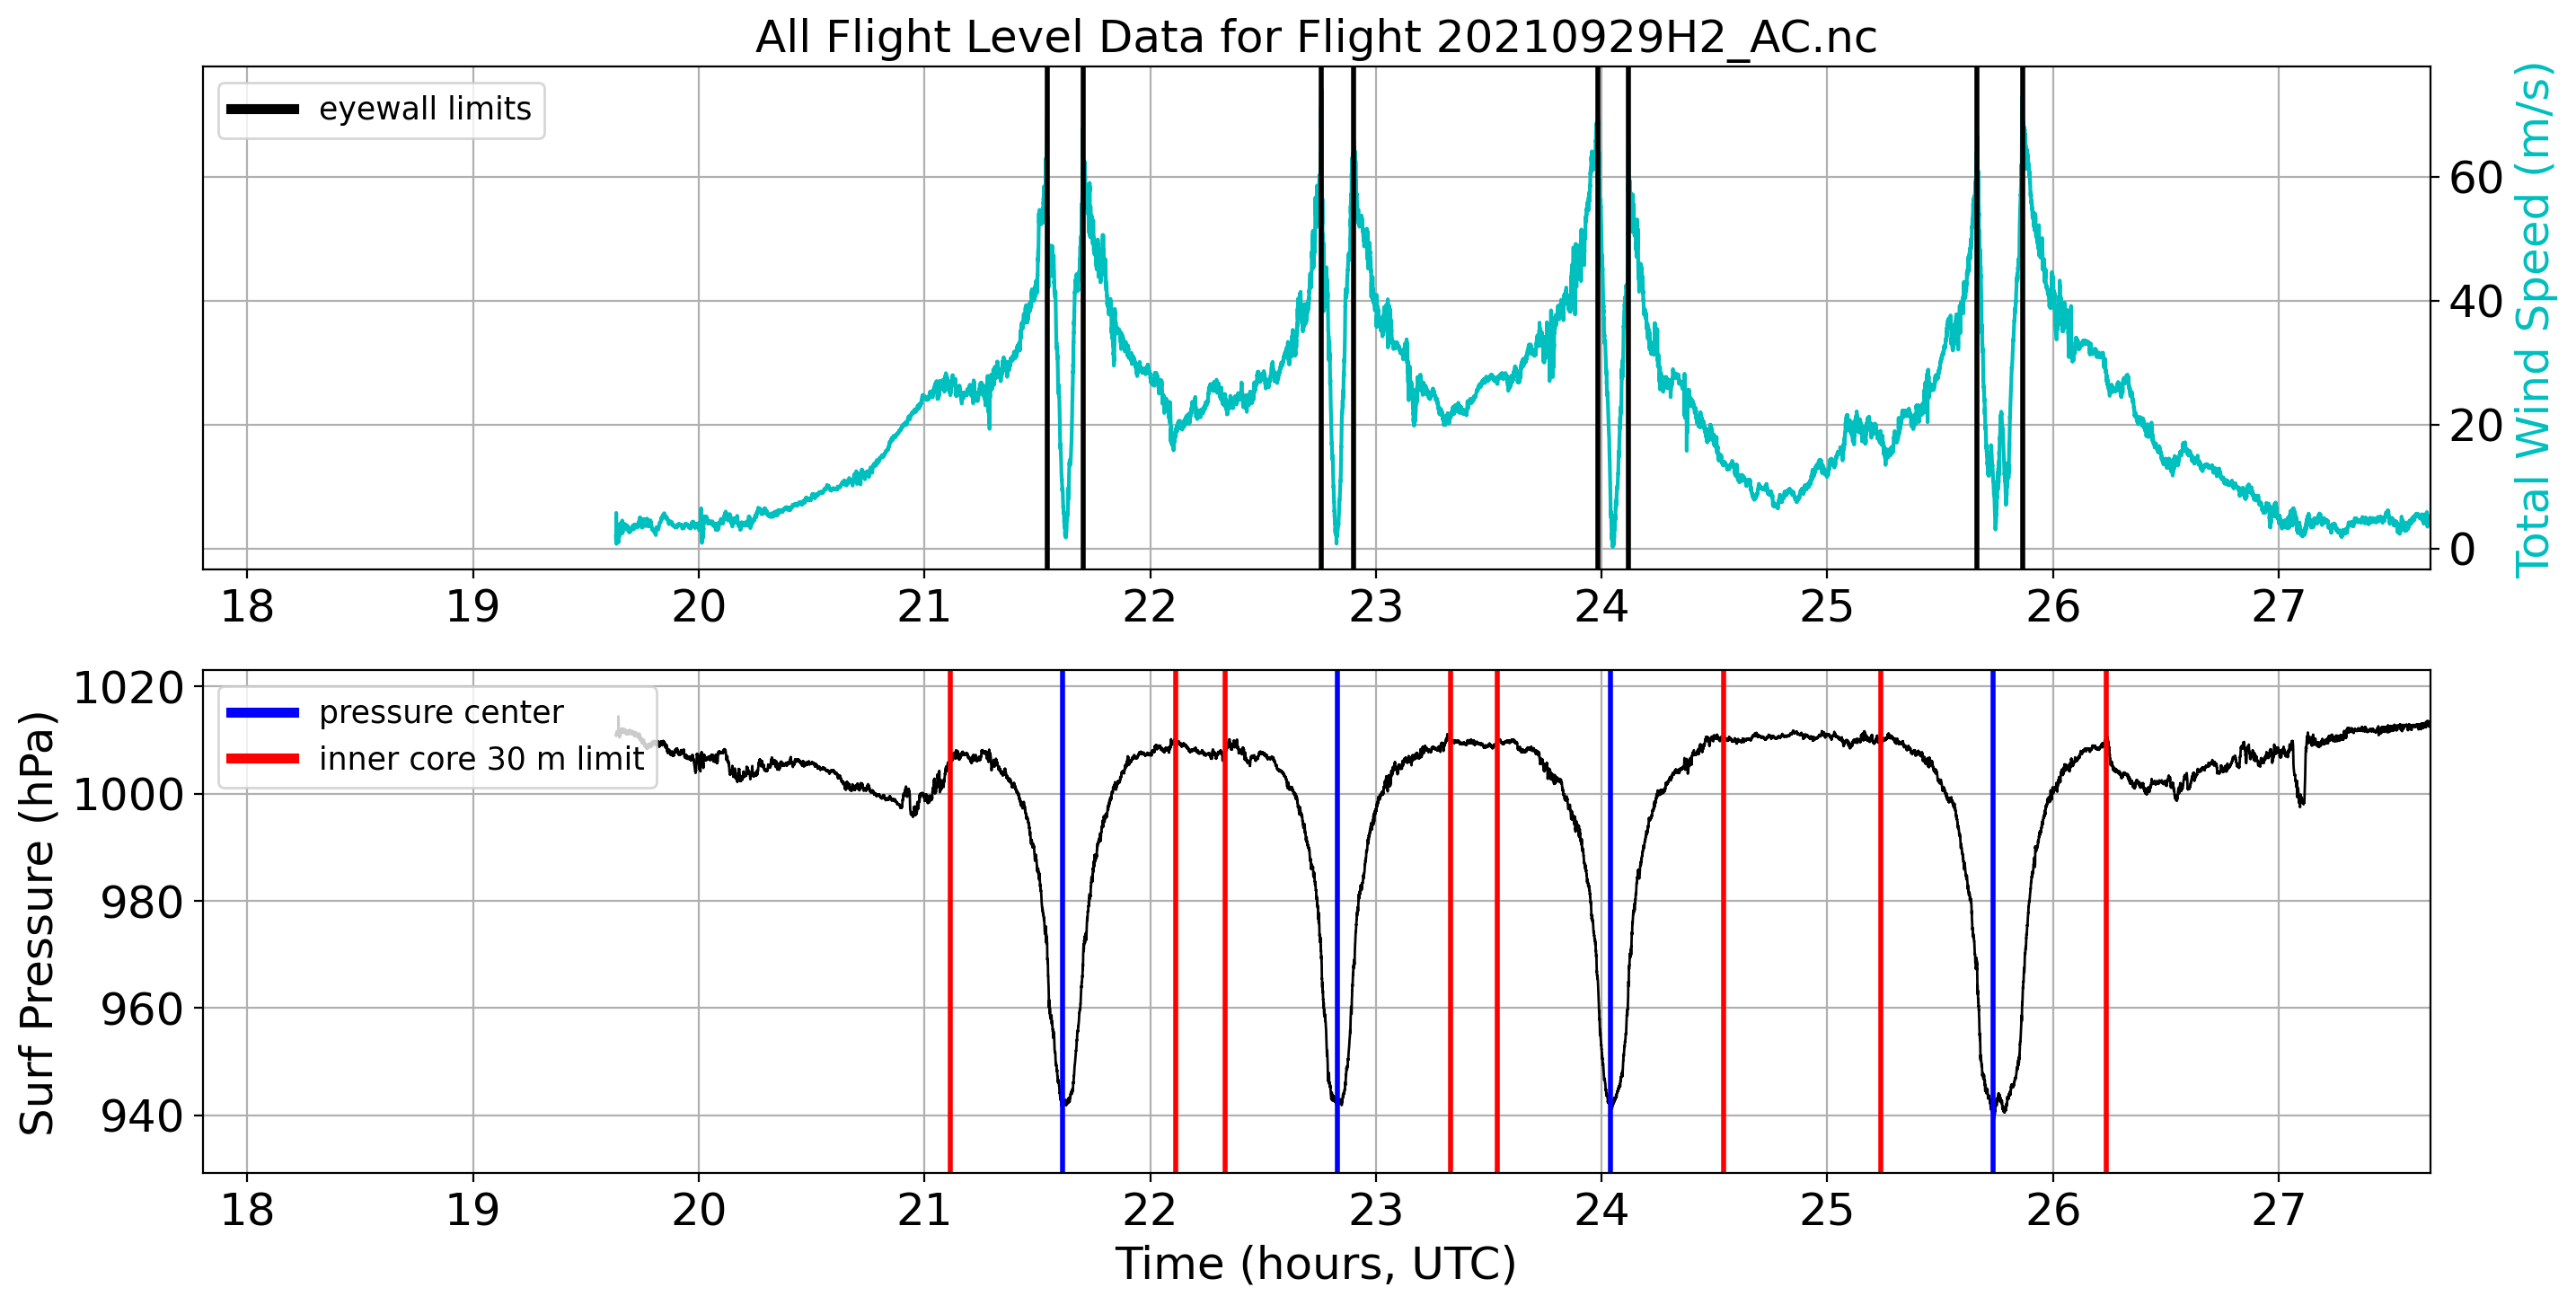 All Flight Level Data for Flight 20210929H2_AC.nc
eyewall limits
60
40
20
0
Total Wind Speed (m/s)
18 19 20 21 22 23 24 25 26 27
1020
1000
980
960
940
Surf Pressure (hPa)
pressure center
inner core 30 m limit
18 19 20 21 22 23 24 25 26 27
Time (hours, UTC)